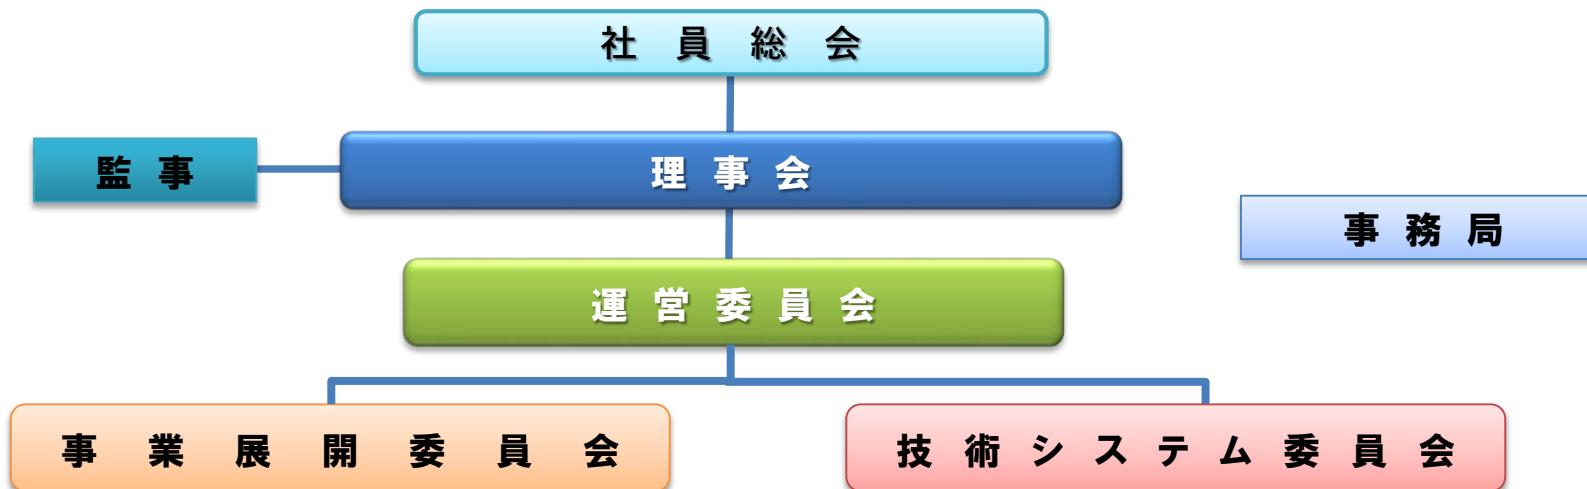 社員総会
監事
理事会
事務局
運営委員会
事業展開委員会
技術システム委員会